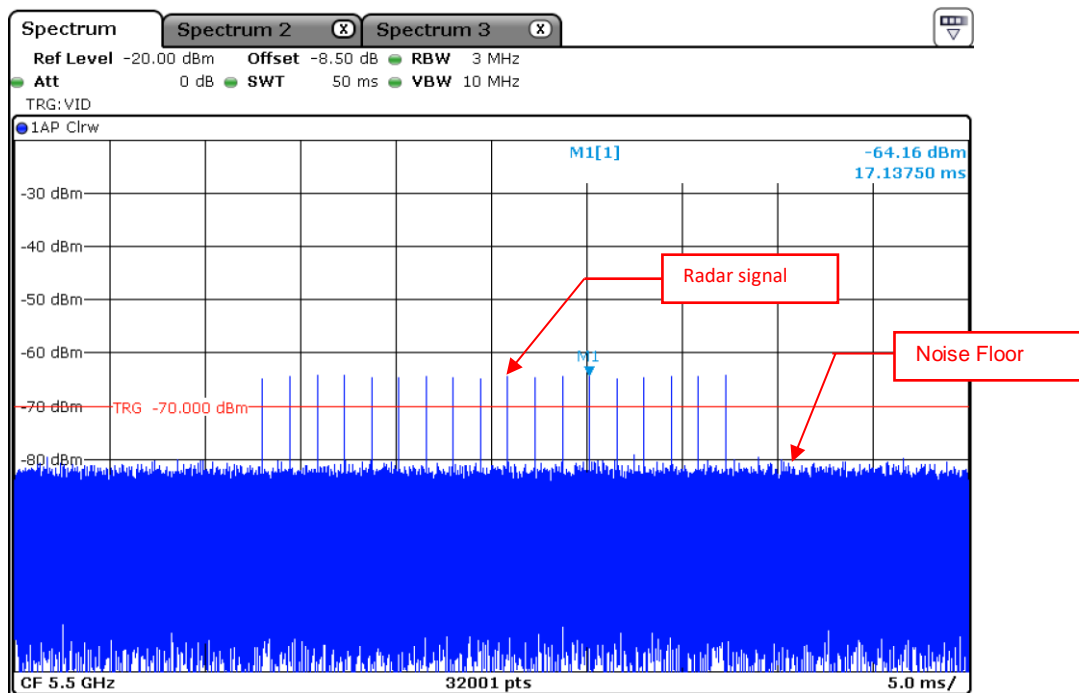 Spectrum Spectrum 2 X Spectrum 3 X
Ref Level -20.00 dBm Offset -8.50 dB RBW 3 MHz
Att 0 dB SWT 50 ms VBW 10 MHz
TRG:VID
1AP Clrw
M1[1] -64.16 dBm
17.13750 ms
-30 dBm
-40 dBm
Radar signal
-50 dBm
-60 dBm
M1
Noise Floor
-70 dBm
TRG -70.000 dBm
-80 dBm
CF 5.5 GHz 32001 pts 5.0 ms/